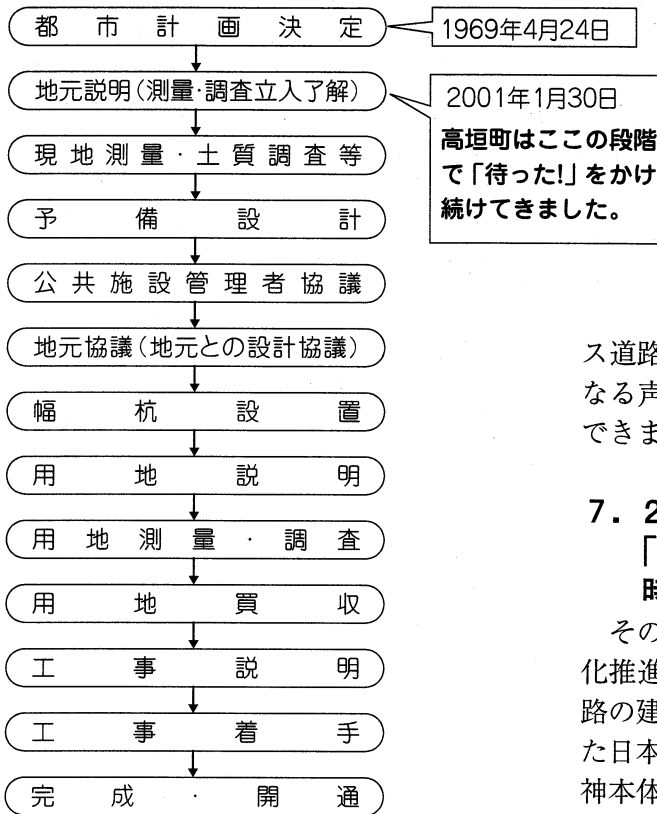 都市計画決定
1969年4月24日
地元説明(測量・調査立入了解)
2001年1月30日
高垣町はここの段階
で「待った!」をかけ
続けてきました。
現地測量・土質調査等
予備設計
公共施設管理者協議
地元協議(地元との設計協議)
幅杭設置
用地説明
用地測量・調査
用地買収
工事説明
工事着手
完成・開通
ス道路
なる声
できま
7. 2
「
時
その
化推進
路の建
た日本
神本体